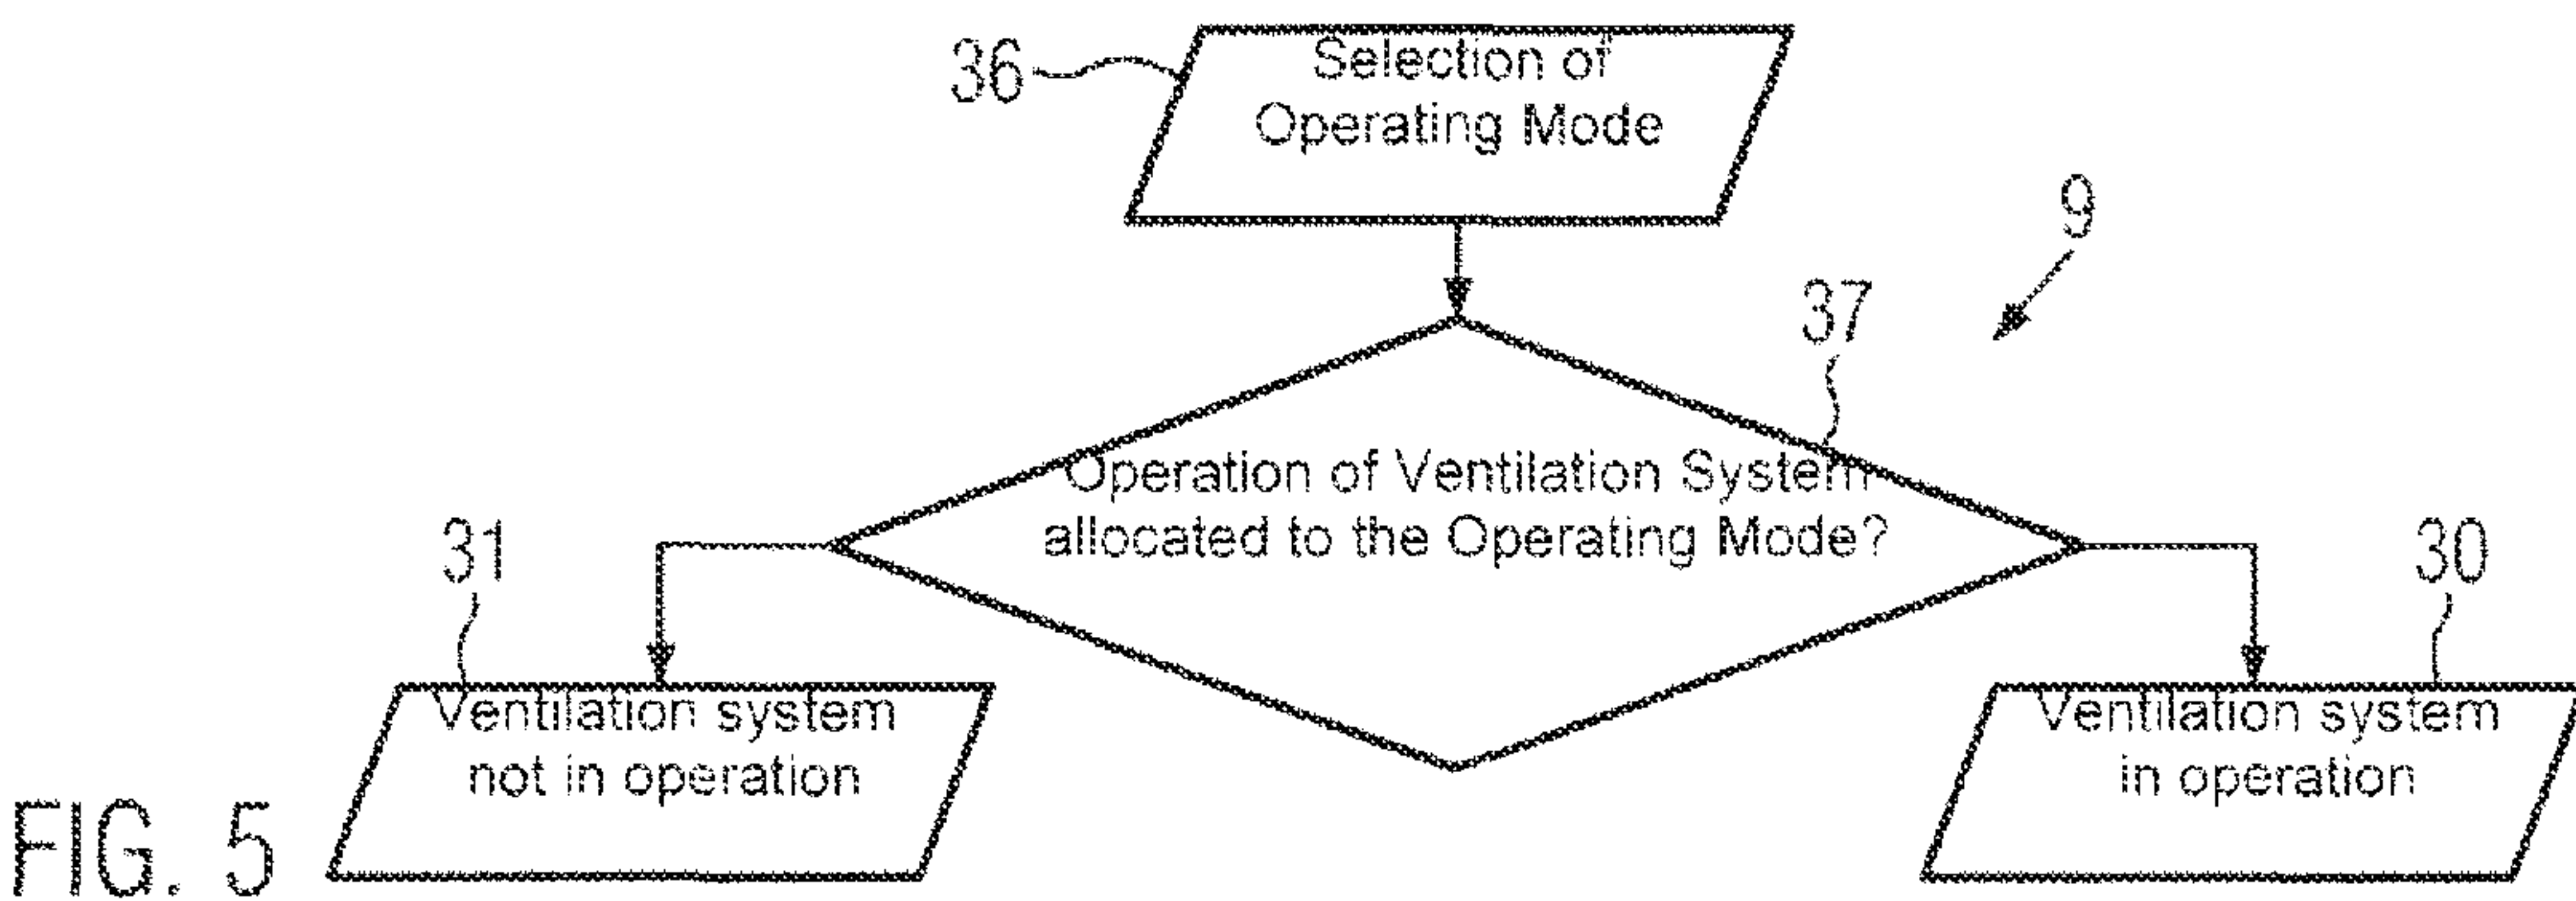 36
Selection of
Operating Mode
9
37
Operation of Ventilation System
allocated to the Operating Mode?
31
30
Ventilation system
not in operation
Ventilation system
in operation
FIG. 5